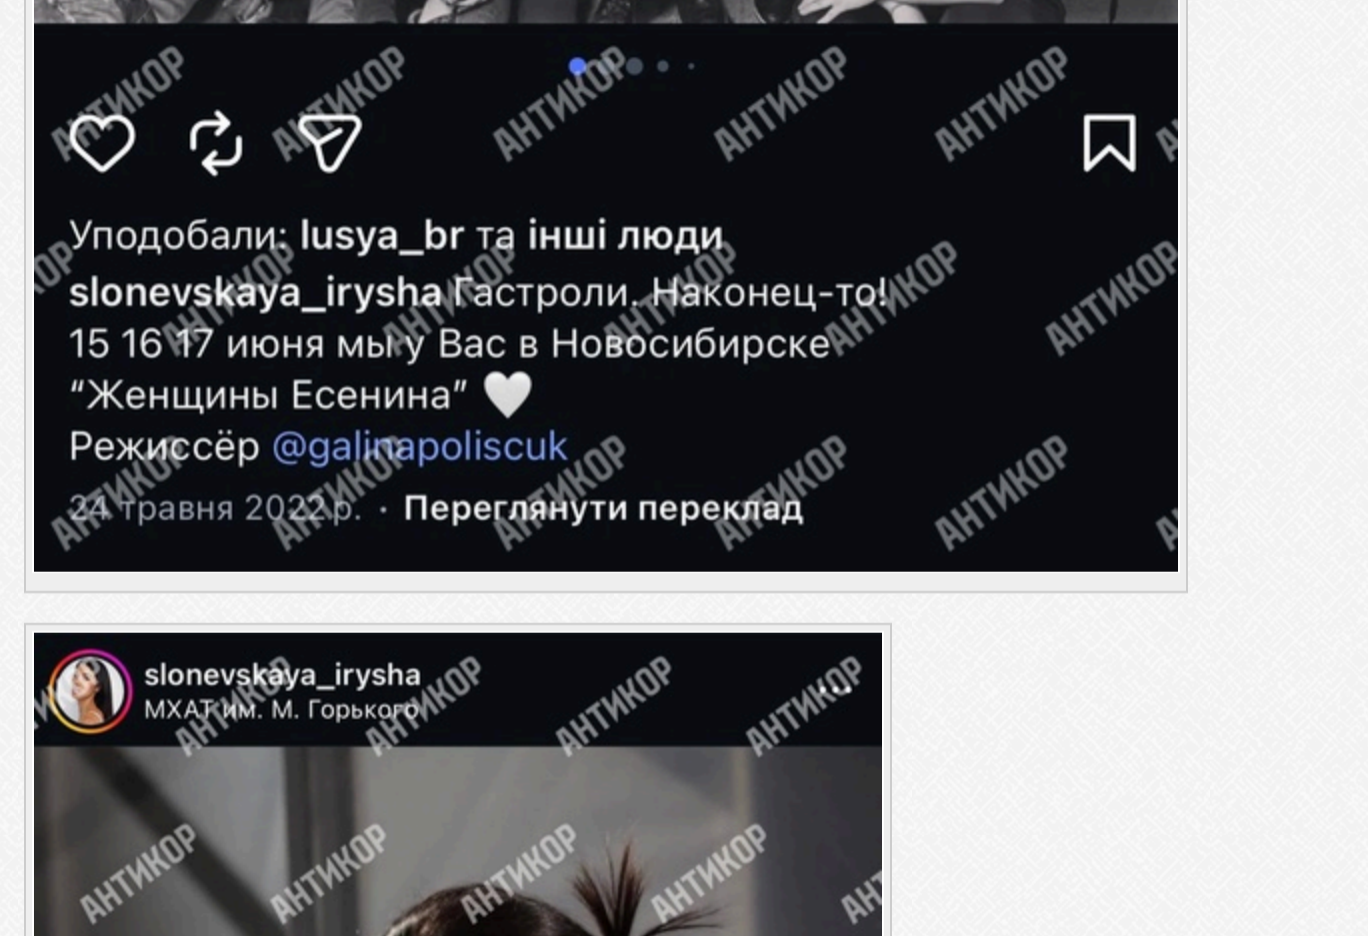 Уподобали: lusya_br та інші люди
slonevskaya_irysha Гастроли. Наконец-то!
15 16 17 июня мы у Вас в Новосибирске
“Женщины Есенина” 🤍
Режиссёр @galinapoliscuk
24 травня 2022 р. · Переглянути переклад
slonevskaya_irysha
МХАТ им. М. Горького
АНТИКОР